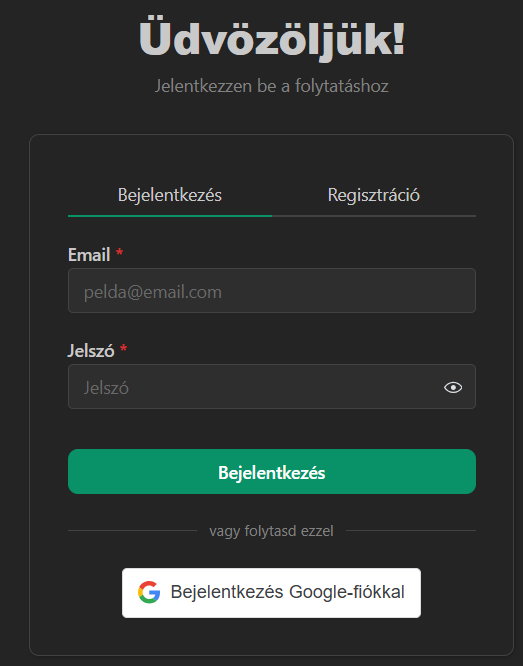 Üdvözöljük!
Jelentkezzen be a folytatáshoz
Bejelentkezés
Regisztráció
Email *
pelda@email.com
Jelszó *
Jelszó
Bejelentkezés
vagy folytasd ezzel
Bejelentkezés Google-fiókkal